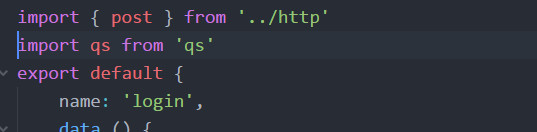 import { post } from '../http'
import qs from 'qs'
export default {
name: 'login',
data () {